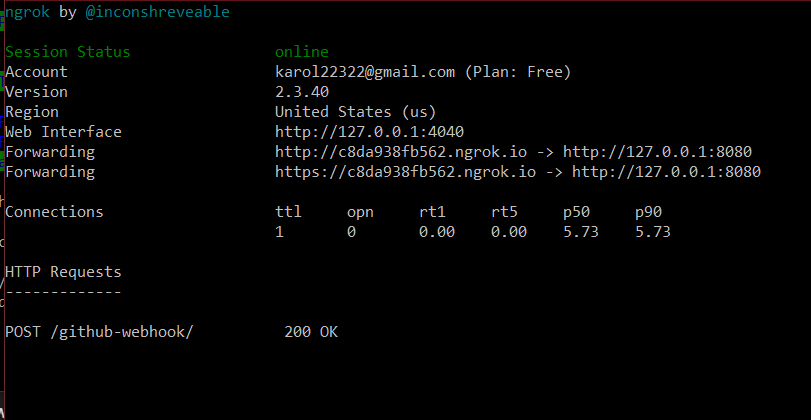 ngrok by @inconshreveable
Session Status online
Account karol22322@gmail.com (Plan: Free)
Version 2.3.40
Region United States (us)
Web Interface http://127.0.0.1:4040
Forwarding http://c8da938fb562.ngrok.io -> http://127.0.0.1:8080
Forwarding https://c8da938fb562.ngrok.io -> http://127.0.0.1:8080
Connections ttl opn rt1 rt5 p50 p90
1 0 0.00 0.00 5.73 5.73
HTTP Requests
-------------
POST /github-webhook/ 200 OK